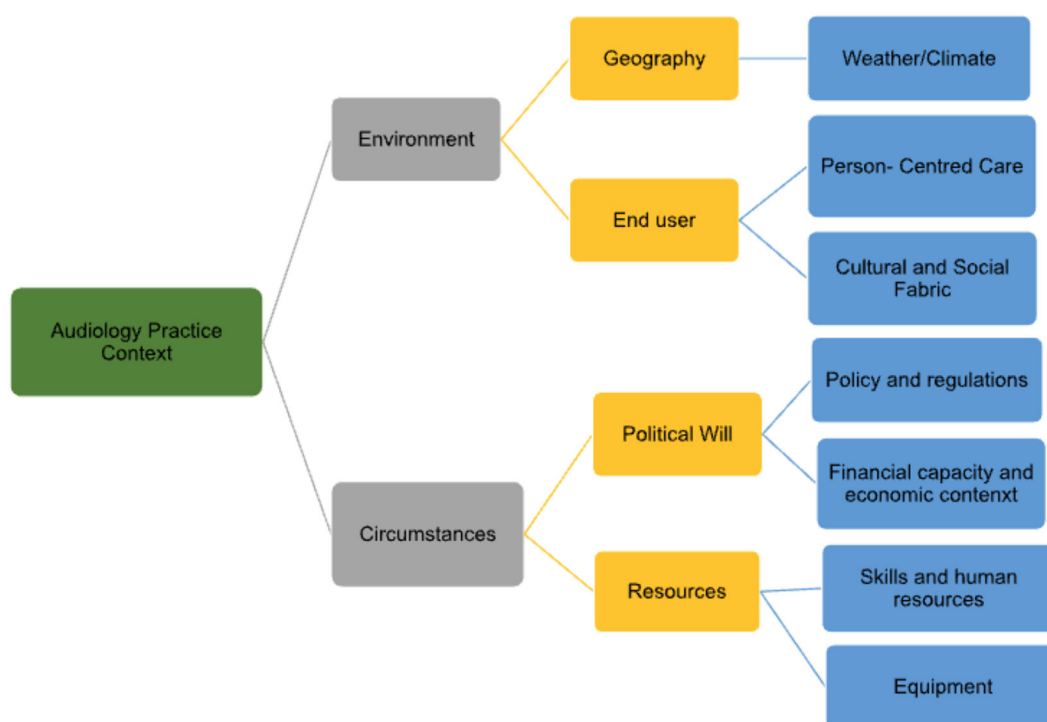 Geography
Weather/Climate
Environment
Person- Centred Care
End user
Cultural and Social
Fabric
Audiology Practice
Context
Policy and regulations
Political Will
Financial capacity and
economic contenxt
Circumstances
Skills and human
resources
Resources
Equipment